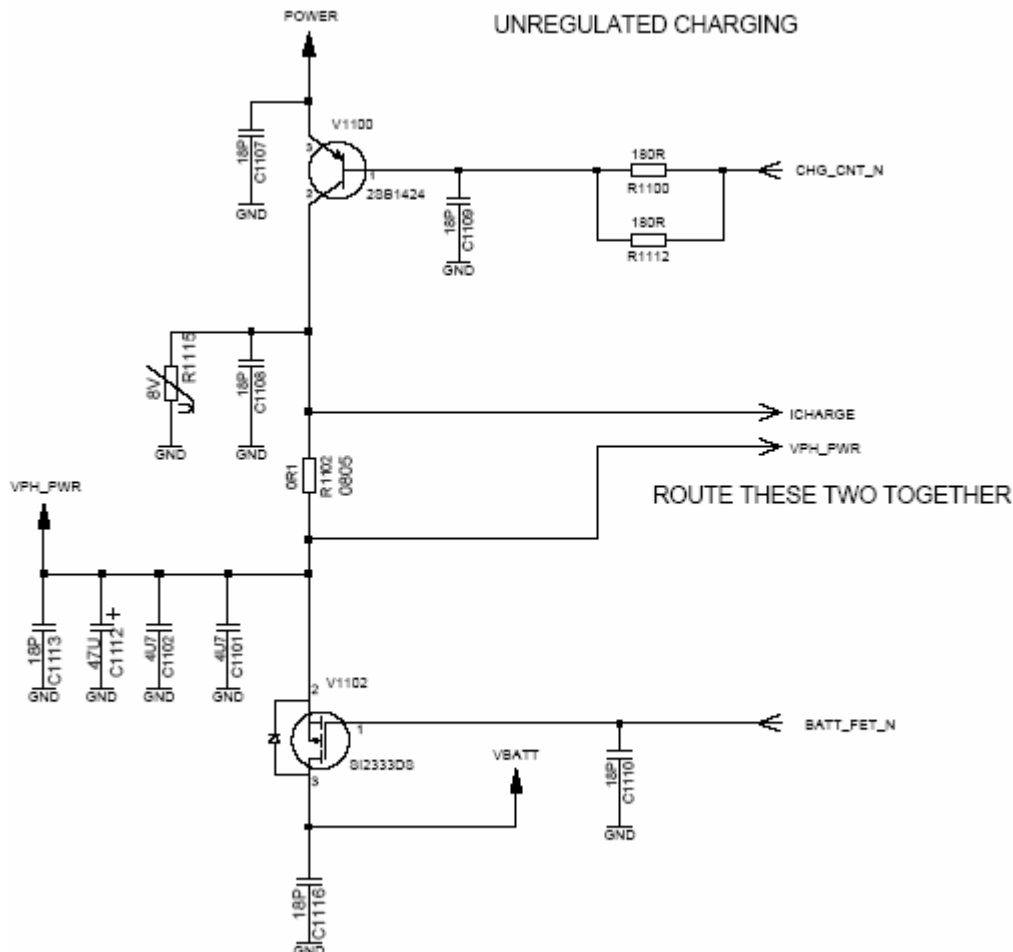 POWER
UNREGULATED CHARGING
V1100
3
18P
C1107
1
2SB1424
2
GND
180R
R1100
CHG_CNT_N
18P
C1109
180R
R1112
GND
8V
R1115
U
18P
C1108
GND
GND
ICHARGE
VPH_PWR
0R1
R1102
0805
ROUTE THESE TWO TOGETHER
VPH_PWR
18P
C1113
47U
C1112
+
4U7
C1102
4U7
C1101
GND
GND
GND
GND
2
V1102
1
SI2333DS
3
BATT_FET_N
VBATT
18P
C1110
GND
18P
C1116
GND